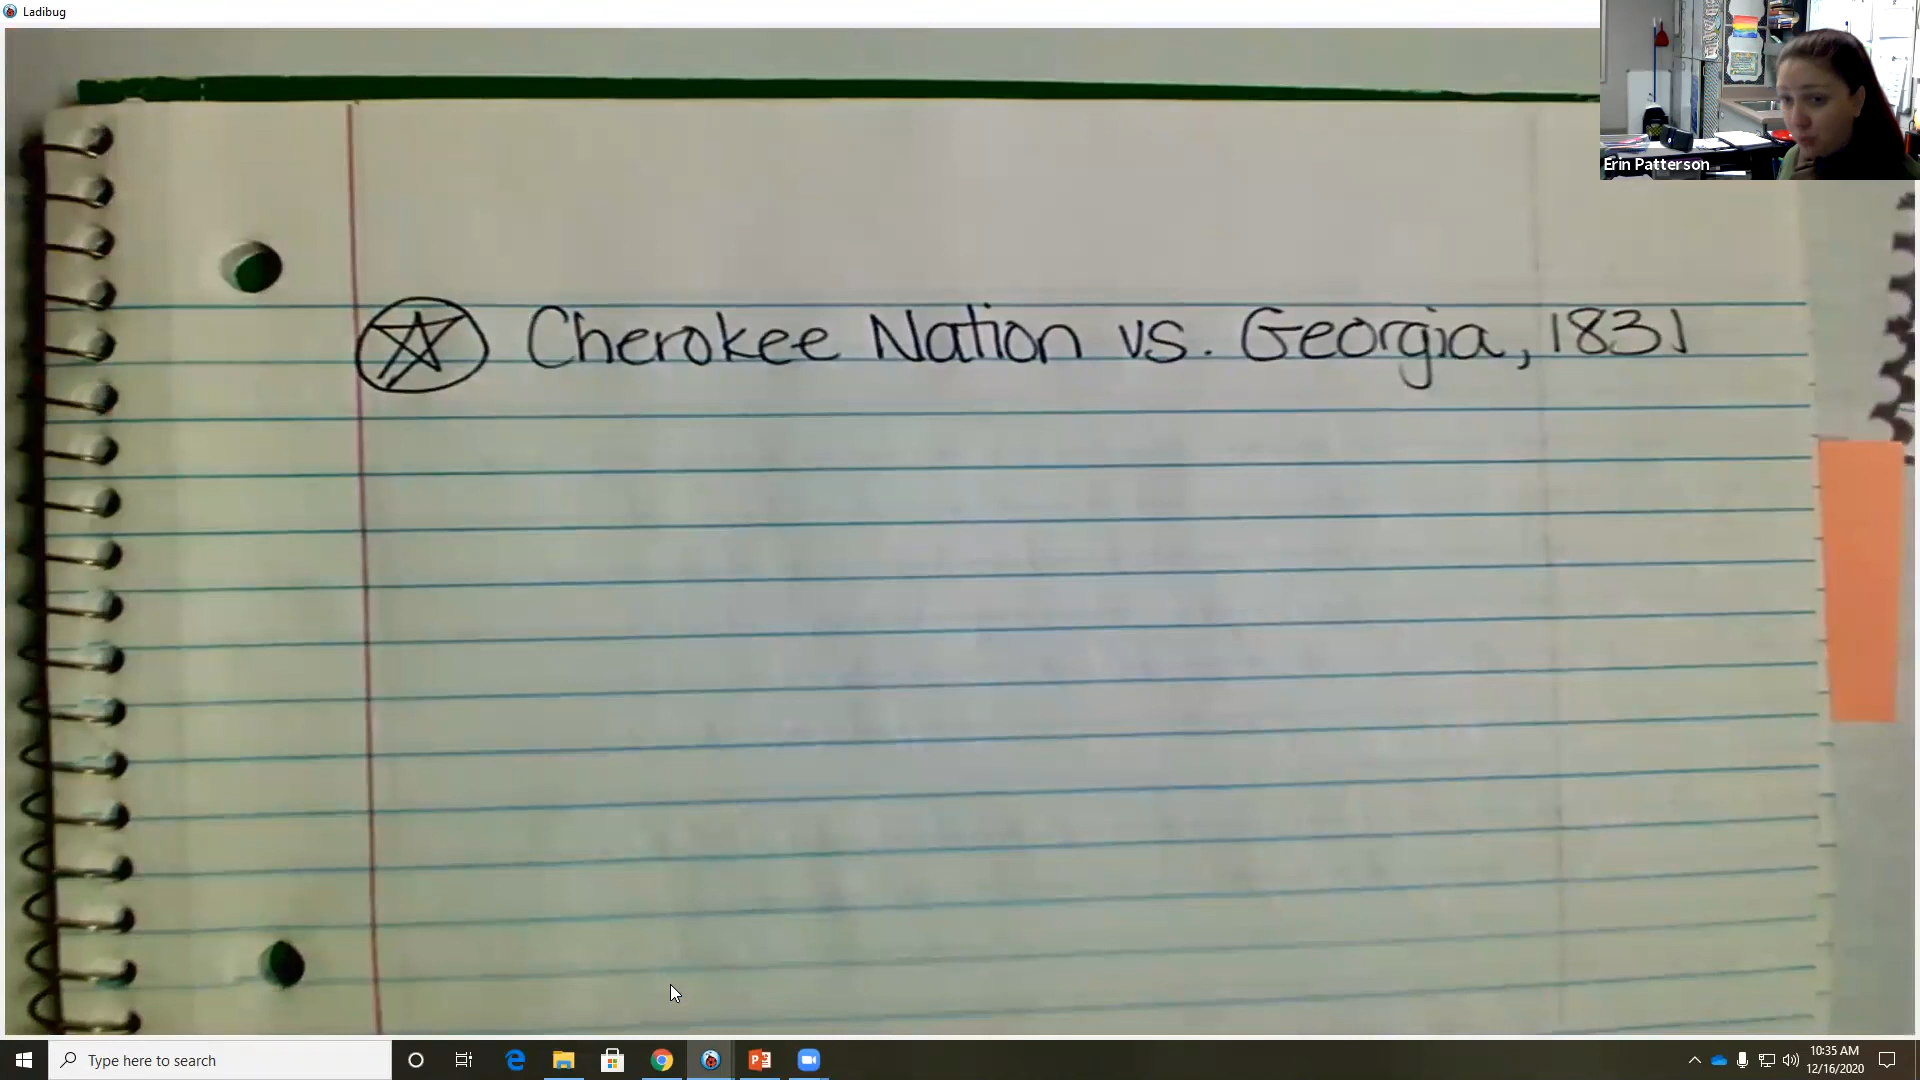 Ladibug
Erin Patterson
Cherokee Nation vs. Georgia, 1831
Type here to search
10:35 AM
12/16/2020